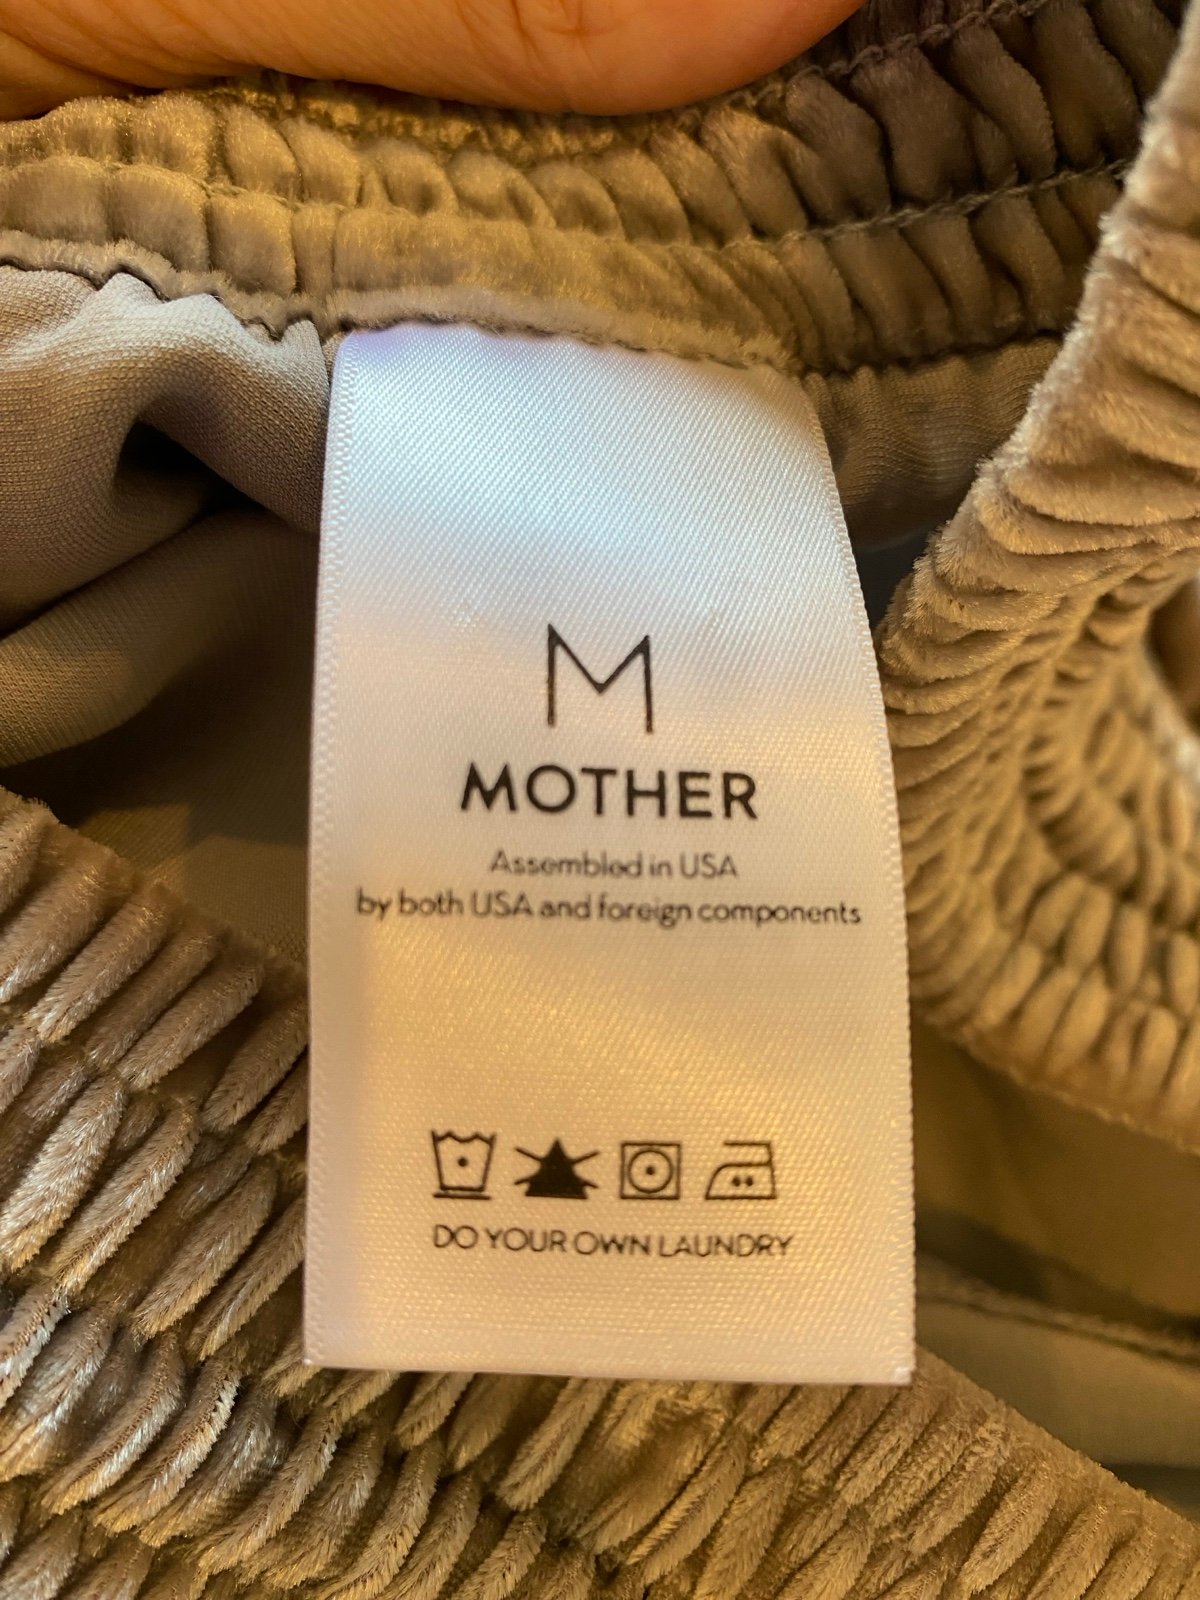 M
MOTHER
Assembled in USA
by both USA and foreign components
DO YOUR OWN LAUNDRY